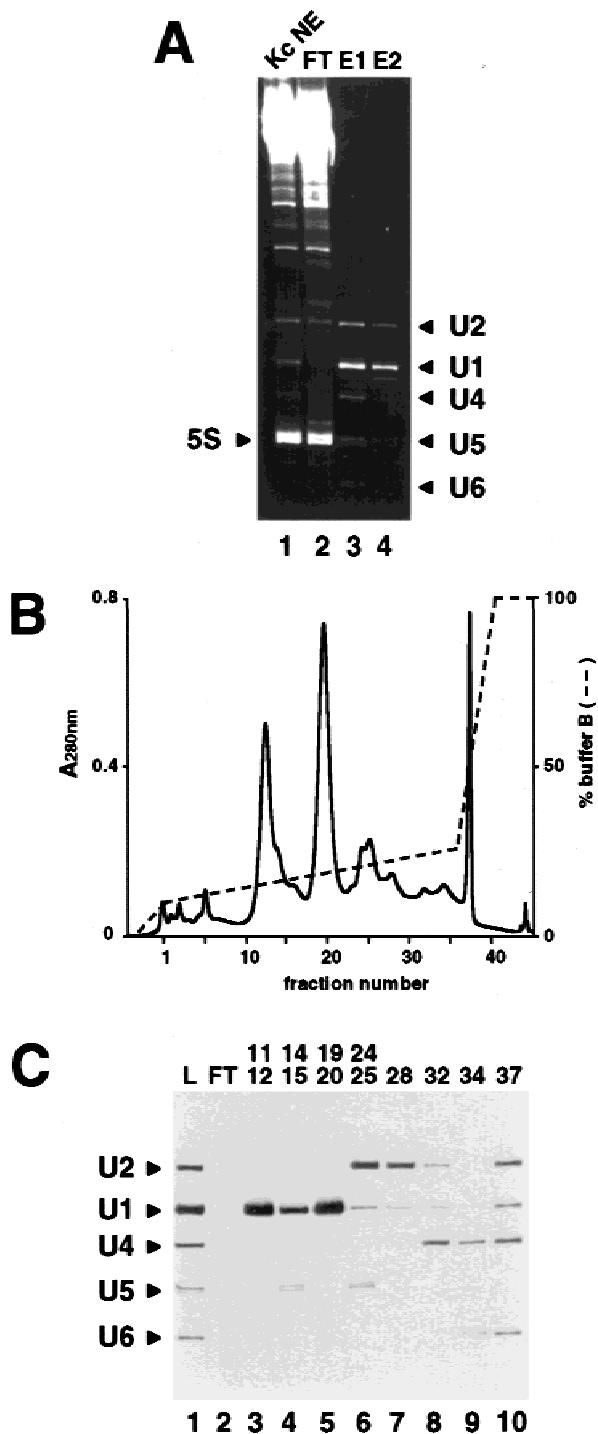 A
Kc NE FT E1 E2
U2
U1
U4
5S U5
U6
1 2 3 4
B
0.8 100
A280nm 0.4 50 % buffer B ( -- )
0 0
1 10 20 30 40
fraction number
C
11 14 19 24
L FT 12 15 20 25 28 32 34 37
U2
U1
U4
U5
U6
1 2 3 4 5 6 7 8 9 10